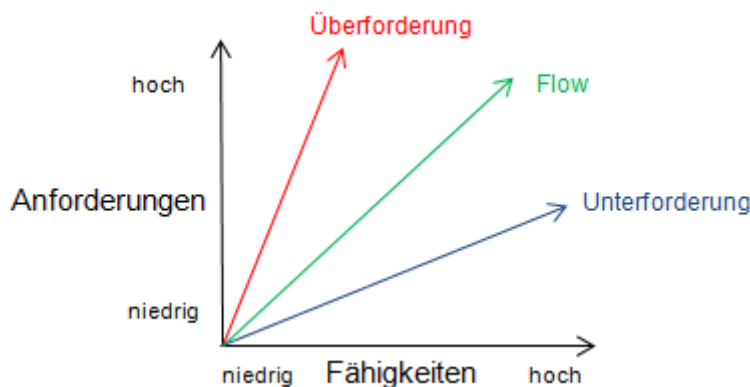 Überforderung
hoch
Flow
Anforderungen
Unterforderung
niedrig
niedrig Fähigkeiten hoch